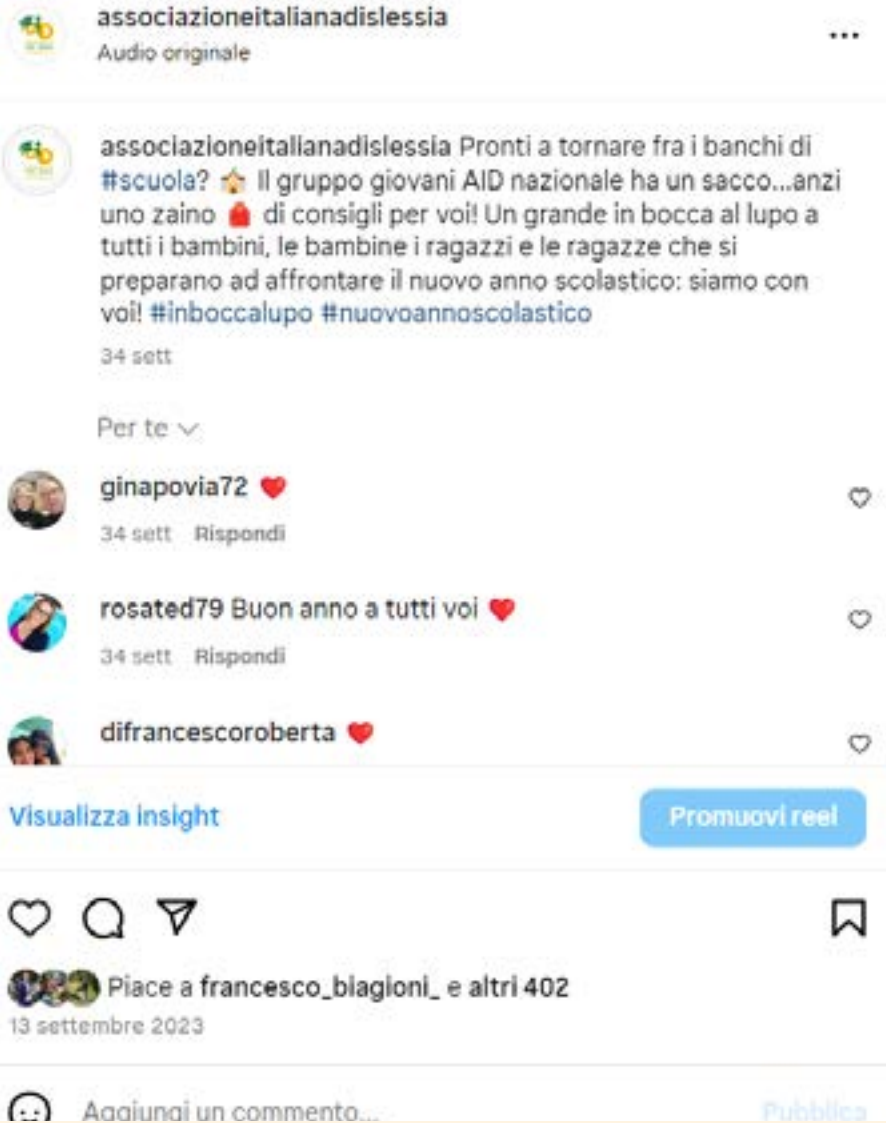 associazioneitalianadislessia
Audio originale
associazioneitalianadislessia Pronti a tornare fra i banchi di
#scuola? 🏫 Il gruppo giovani AID nazionale ha un sacco...anzi
uno zaino 🎒 di consigli per voi! Un grande in bocca al lupo a
tutti i bambini, le bambine i ragazzi e le ragazze che si
preparano ad affrontare il nuovo anno scolastico: siamo con
voi! #inboccalupo #nuovoannoscolastico
34 sett
Per te
ginapovia72 ❤️
34 sett Rispondi
rosated79 Buon anno a tutti voi ❤️
34 sett Rispondi
difrancescoroberta ❤️
Visualizza insight
Promuovi reel
Piace a francesco_biagioni_ e altri 402
13 settembre 2023
Aggiungi un commento...
Pubblica